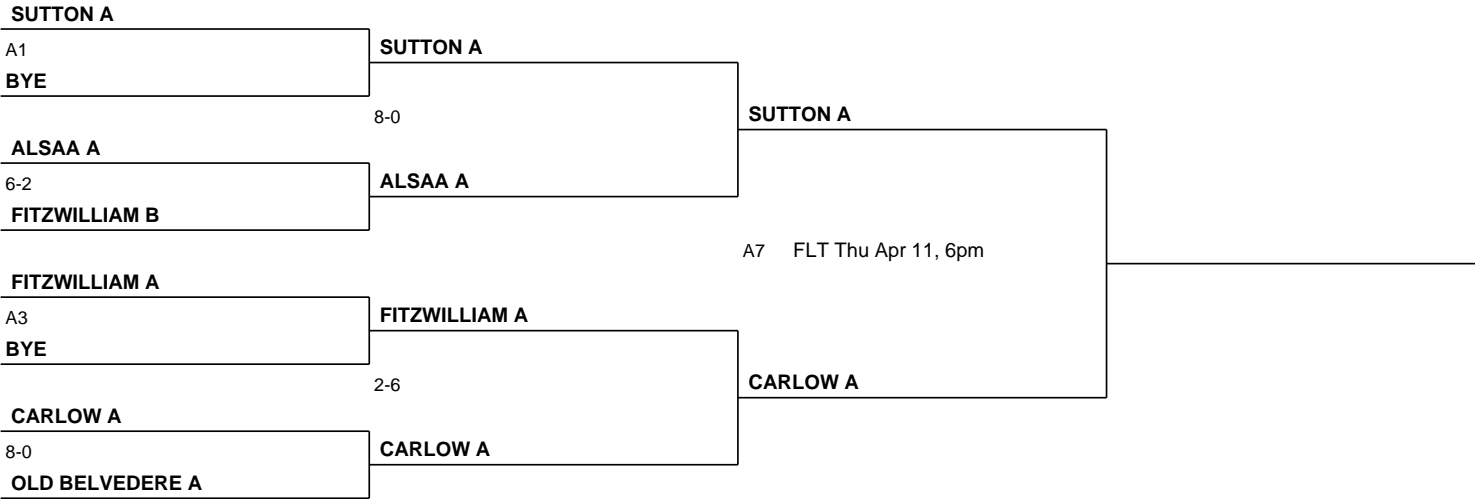 SUTTON A
A1
BYE
SUTTON A
8-0
SUTTON A
ALSAA A
6-2
FITZWILLIAM B
ALSAA A
A7 FLT Thu Apr 11, 6pm
FITZWILLIAM A
A3
BYE
FITZWILLIAM A
2-6
CARLOW A
CARLOW A
8-0
OLD BELVEDERE A
CARLOW A